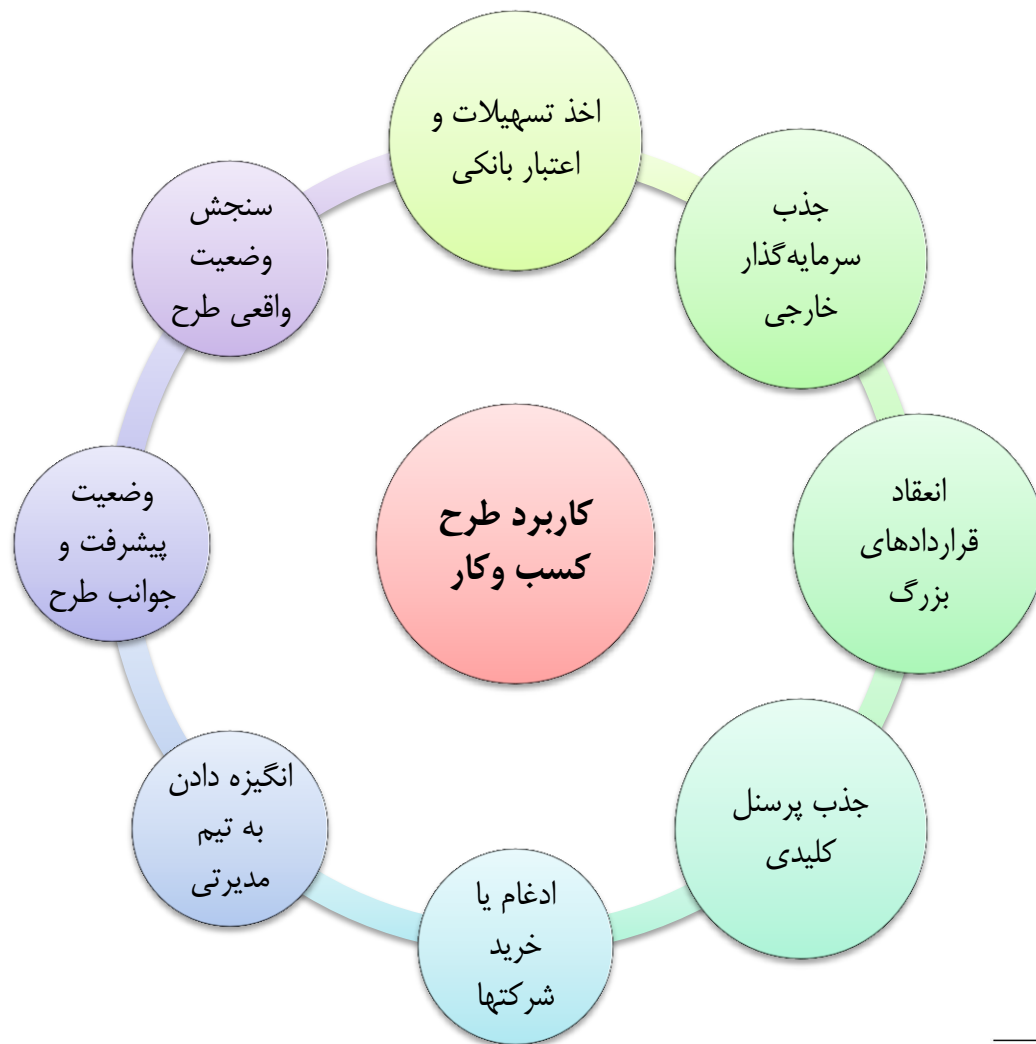 اخذ تسهیلات و
اعتبار بانکی
جذب
سرمایه‌گذار
خارجی
انعقاد
قراردادهای
بزرگ
جذب پرسنل
کلیدی
ادغام یا
خرید
شرکتها
انگیزه دادن
به تیم
مدیرتی
وضعیت
پیشرفت و
جوانب طرح
سنجش
وضعیت
واقعی طرح
کاربرد طرح
کسب وکار